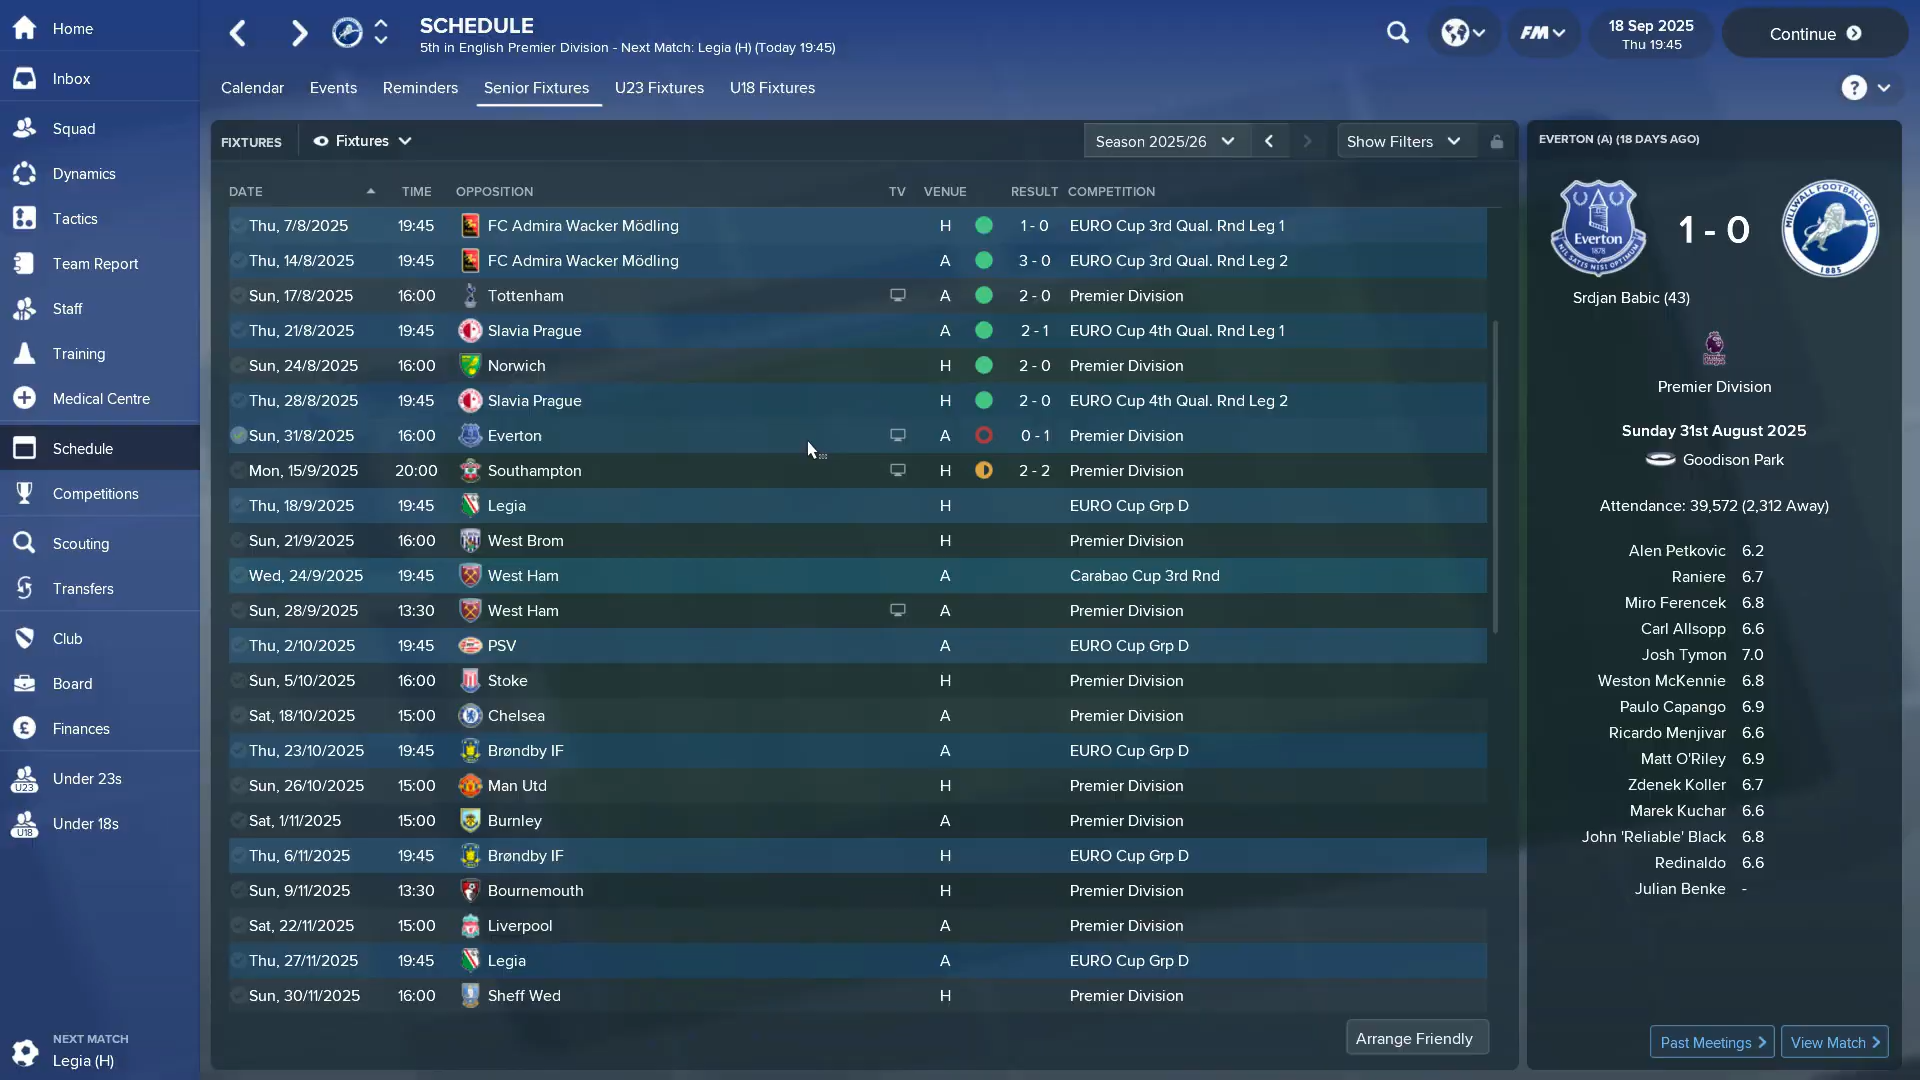 Home
Inbox
Squad
Dynamics
Tactics
Team Report
Staff
Training
Medical Centre
Schedule
Competitions
Scouting
Transfers
Club
Board
Finances
U23 Under 23s
U18 Under 18s
NEXT MATCH
Legia (H)
SCHEDULE
5th in English Premier Division - Next Match: Legia (H) (Today 19:45)
FM
18 Sep 2025
Thu 19:45
Continue
Calendar Events Reminders Senior Fixtures U23 Fixtures U18 Fixtures
?
FIXTURES Fixtures Season 2025/26 Show Filters
DATE TIME OPPOSITION TV VENUE RESULT COMPETITION
Thu, 7/8/2025 19:45 FC Admira Wacker Mödling H 1 - 0 EURO Cup 3rd Qual. Rnd Leg 1
Thu, 14/8/2025 19:45 FC Admira Wacker Mödling A 3 - 0 EURO Cup 3rd Qual. Rnd Leg 2
Sun, 17/8/2025 16:00 Tottenham A 2 - 0 Premier Division
Thu, 21/8/2025 19:45 Slavia Prague A 2 - 1 EURO Cup 4th Qual. Rnd Leg 1
Sun, 24/8/2025 16:00 Norwich H 2 - 0 Premier Division
Thu, 28/8/2025 19:45 Slavia Prague H 2 - 0 EURO Cup 4th Qual. Rnd Leg 2
Sun, 31/8/2025 16:00 Everton A 0 - 1 Premier Division
Mon, 15/9/2025 20:00 Southampton H 2 - 2 Premier Division
Thu, 18/9/2025 19:45 Legia H EURO Cup Grp D
Sun, 21/9/2025 16:00 West Brom H Premier Division
Wed, 24/9/2025 19:45 West Ham A Carabao Cup 3rd Rnd
Sun, 28/9/2025 13:30 West Ham A Premier Division
Thu, 2/10/2025 19:45 PSV A EURO Cup Grp D
Sun, 5/10/2025 16:00 Stoke H Premier Division
Sat, 18/10/2025 15:00 Chelsea A Premier Division
Thu, 23/10/2025 19:45 Brøndby IF A EURO Cup Grp D
Sun, 26/10/2025 15:00 Man Utd H Premier Division
Sat, 1/11/2025 15:00 Burnley A Premier Division
Thu, 6/11/2025 19:45 Brøndby IF H EURO Cup Grp D
Sun, 9/11/2025 13:30 Bournemouth H Premier Division
Sat, 22/11/2025 15:00 Liverpool A Premier Division
Thu, 27/11/2025 19:45 Legia A EURO Cup Grp D
Sun, 30/11/2025 16:00 Sheff Wed H Premier Division
Arrange Friendly
EVERTON (A) (18 DAYS AGO)
Everton
1878
NIL SATIS NISI OPTIMUM
1 - 0
MILLWALL FOOTBALL CLUB
1885
Srdjan Babic (43)
Premier Division
Sunday 31st August 2025
Goodison Park
Attendance: 39,572 (2,312 Away)
Alen Petkovic 6.2
Raniere 6.7
Miro Ferencek 6.8
Carl Allsopp 6.6
Josh Tymon 7.0
Weston McKennie 6.8
Paulo Capango 6.9
Ricardo Menjivar 6.6
Matt O'Riley 6.9
Zdenek Koller 6.7
Marek Kuchar 6.6
John 'Reliable' Black 6.8
Redinaldo 6.6
Julian Benke -
Past Meetings View Match